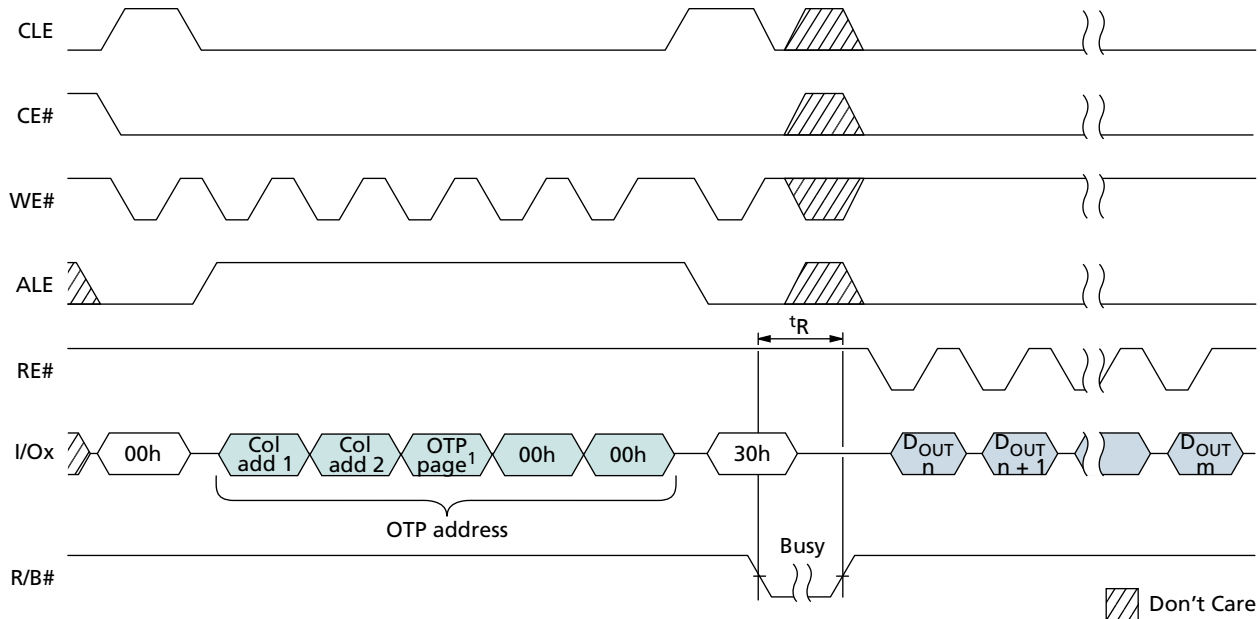 CLE
CE#
WE#
ALE
tR
RE#
I/Ox
00h
Col
add 1
Col
add 2
OTP
page1
00h
00h
30h
DOUT
n
DOUT
n + 1
DOUT
m
OTP address
Busy
R/B#
Don't Care